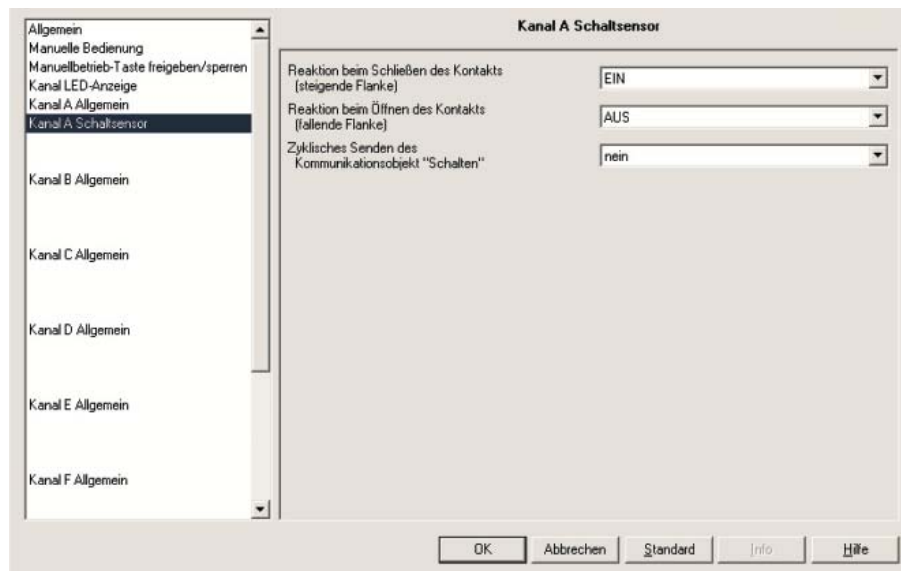 Allgemein
Manuelle Bedienung
Manuellbetrieb-Taste freigeben/sperren
Kanal LED-Anzeige
Kanal A Allgemein
Kanal A Schaltsensor
Kanal B Allgemein
Kanal C Allgemein
Kanal D Allgemein
Kanal E Allgemein
Kanal F Allgemein
Kanal A Schaltsensor
Reaktion beim Schließen des Kontakts
(steigende Flanke)
EIN
Reaktion beim Öffnen des Kontakts
(fallende Flanke)
AUS
Zyklisches Senden des
Kommunikationsobjekt "Schalten"
nein
OK
Abbrechen
Standard
Info
Hilfe